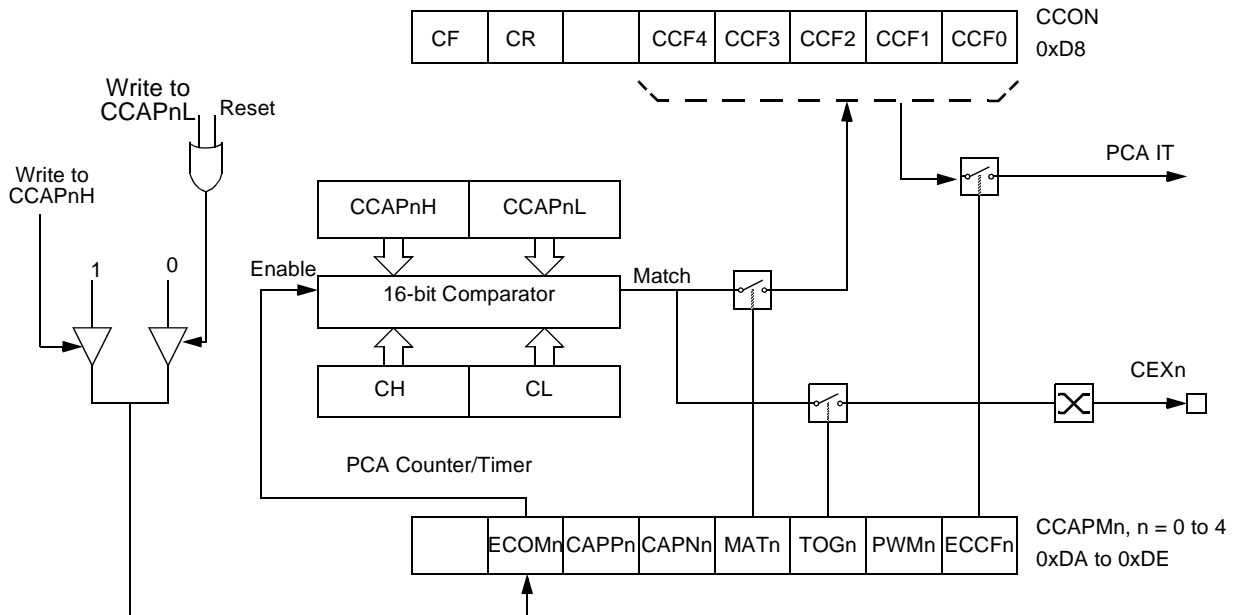 CF CR CCF4 CCF3 CCF2 CCF1 CCF0
CCON
0xD8
Write to
CCAPnL
Reset
Write to
CCAPnH
PCA IT
CCAPnH CCAPnL
1
0
Enable
16-bit Comparator
Match
CH CL
CEXn
PCA Counter/Timer
ECOMn CAPPn CAPNn MATn TOGn PWMn ECCFn
CCAPMn, n = 0 to 4
0xDA to 0xDE